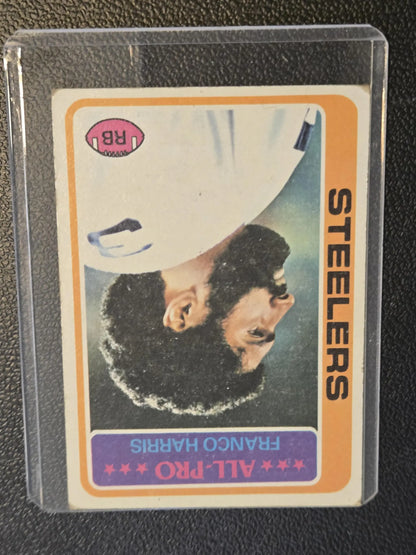 STEELERS
FRANCO HARRIS
ALL-PRO
RB